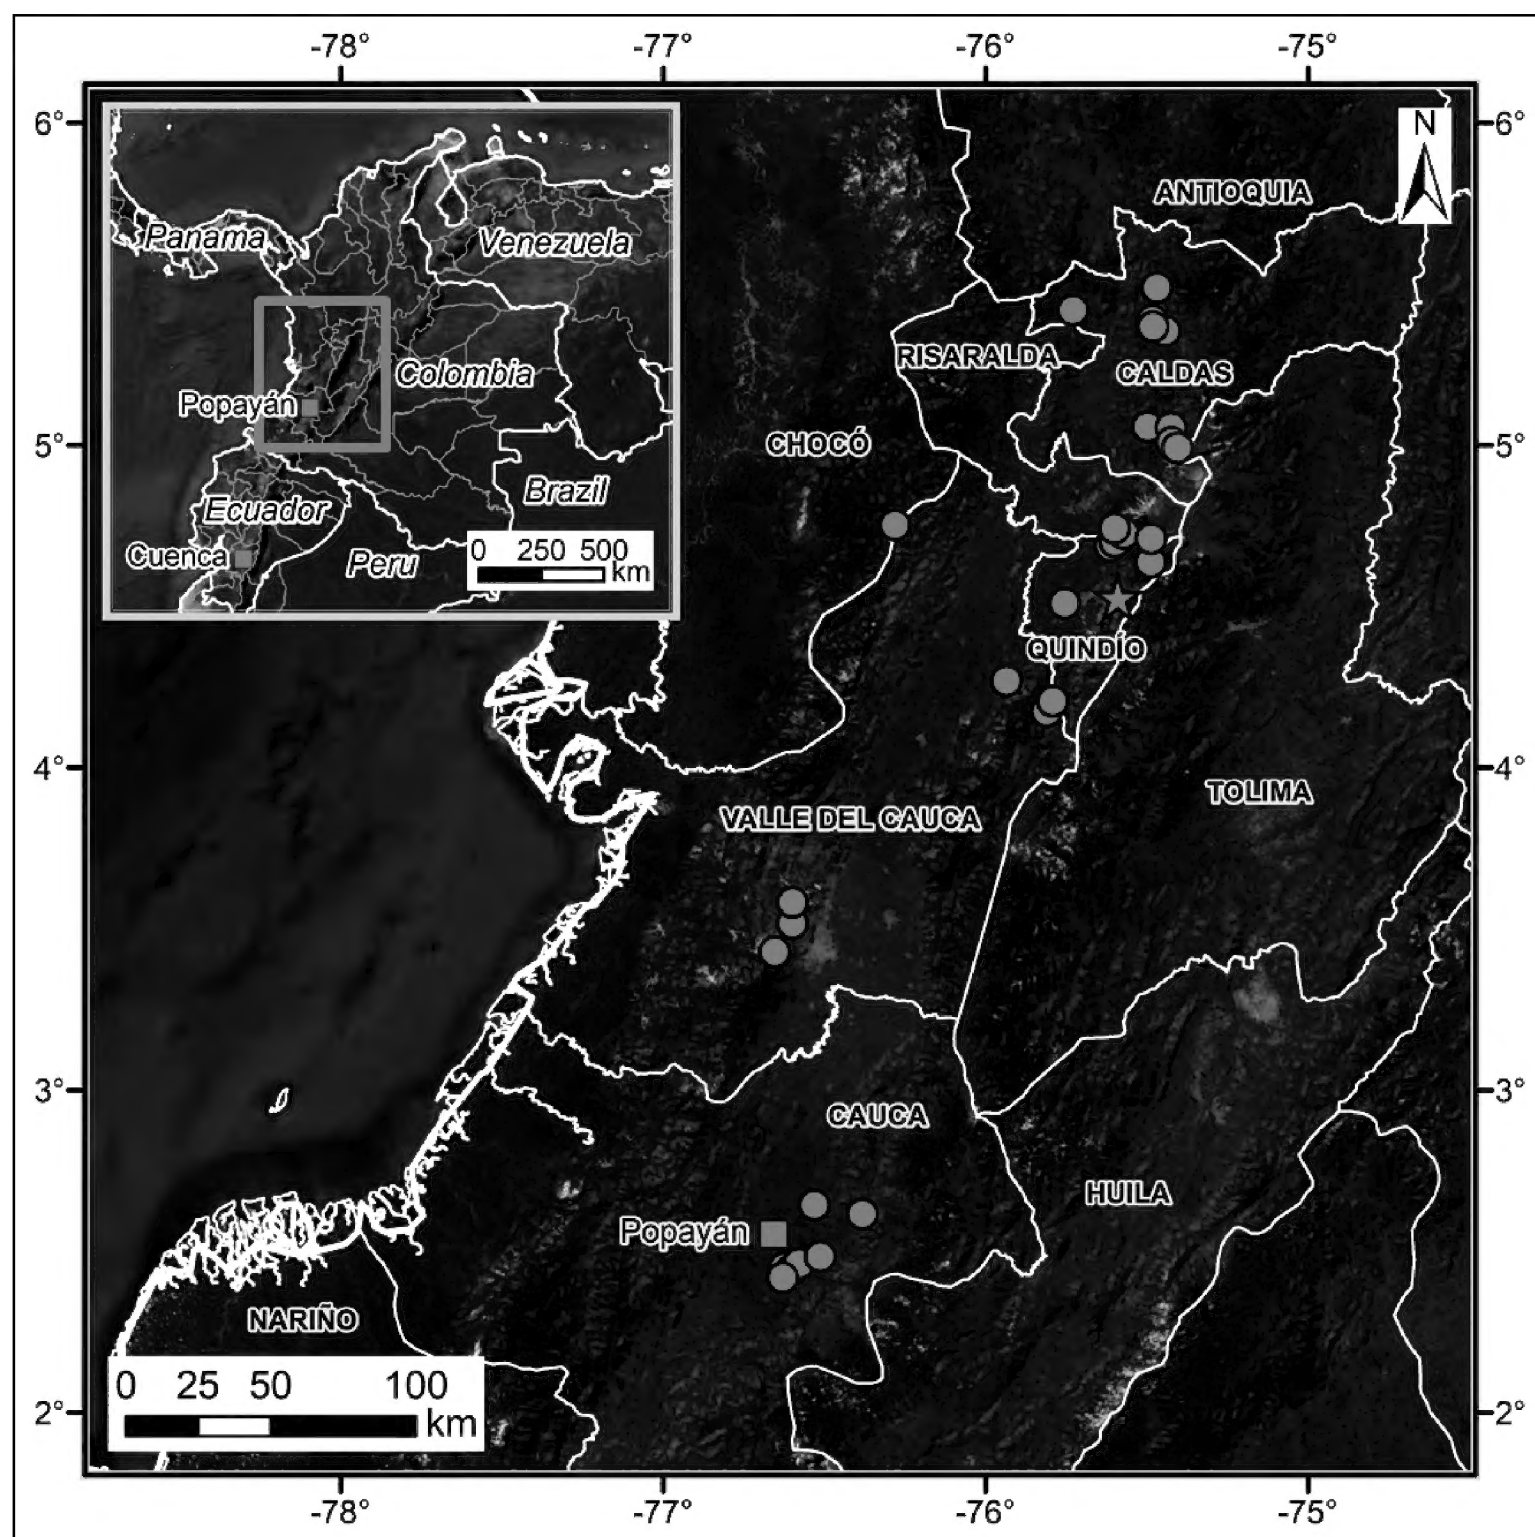 -78° -77° -76° -75°
6° 6°
N
ANTIOQUIA
Panama
Venezuela
RISARALDA
CALDAS
Colombia
Popayán
CHOCÓ
5° 5°
Brazil
Ecuador
Cuenca
Peru
0 250 500
km
QUINDÍO
4° 4°
TOLIMA
VALLE DEL CAUCA
3° 3°
CAUCA
HUILA
Popayán
NARIÑO
0 25 50 100
km
2° 2°
-78° -77° -76° -75°